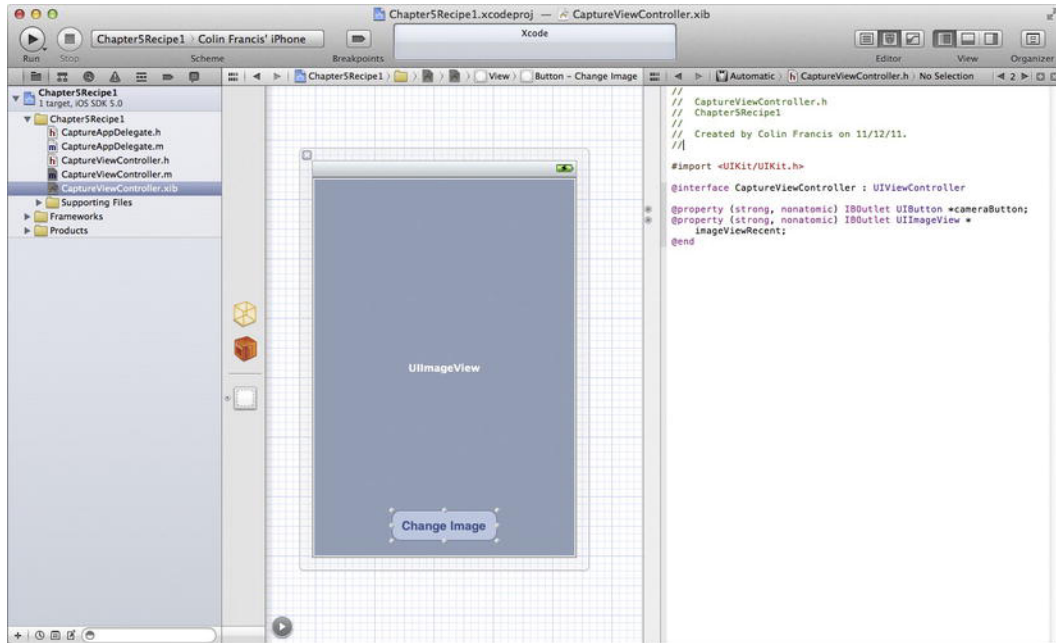 Chapter5Recipe1.xcodeproj — CaptureViewController.xib
Chapter5Recipe1 › Colin Francis' iPhone
Xcode
Run Stop Scheme Breakpoints Editor View Organizer
Chapter5Recipe1 › View › Button - Change Image
Automatic › CaptureViewController.h › No Selection 2
Chapter5Recipe1
1 target, iOS SDK 5.0
Chapter5Recipe1
h CaptureAppDelegate.h
m CaptureAppDelegate.m
h CaptureViewController.h
m CaptureViewController.m
CaptureViewController.xib
Supporting Files
Frameworks
Products
UIImageView
Change Image
//
//  CaptureViewController.h
//  Chapter5Recipe1
//
//  Created by Colin Francis on 11/12/11.
//
#import <UIKit/UIKit.h>
@interface CaptureViewController : UIViewController
@property (strong, nonatomic) IBOutlet UIButton *cameraButton;
@property (strong, nonatomic) IBOutlet UIImageView *
imageViewRecent;
@end